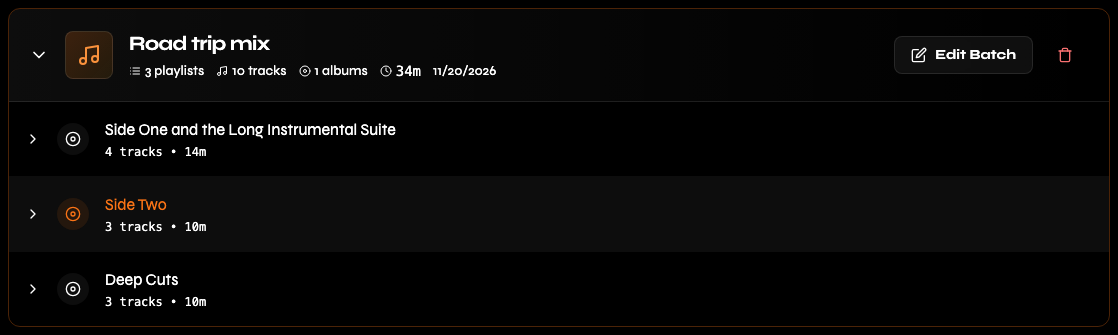 Road trip mix
3 playlists 10 tracks 1 albums 34m 11/20/2026
Edit Batch
Side One and the Long Instrumental Suite
4 tracks • 14m
Side Two
3 tracks • 10m
Deep Cuts
3 tracks • 10m